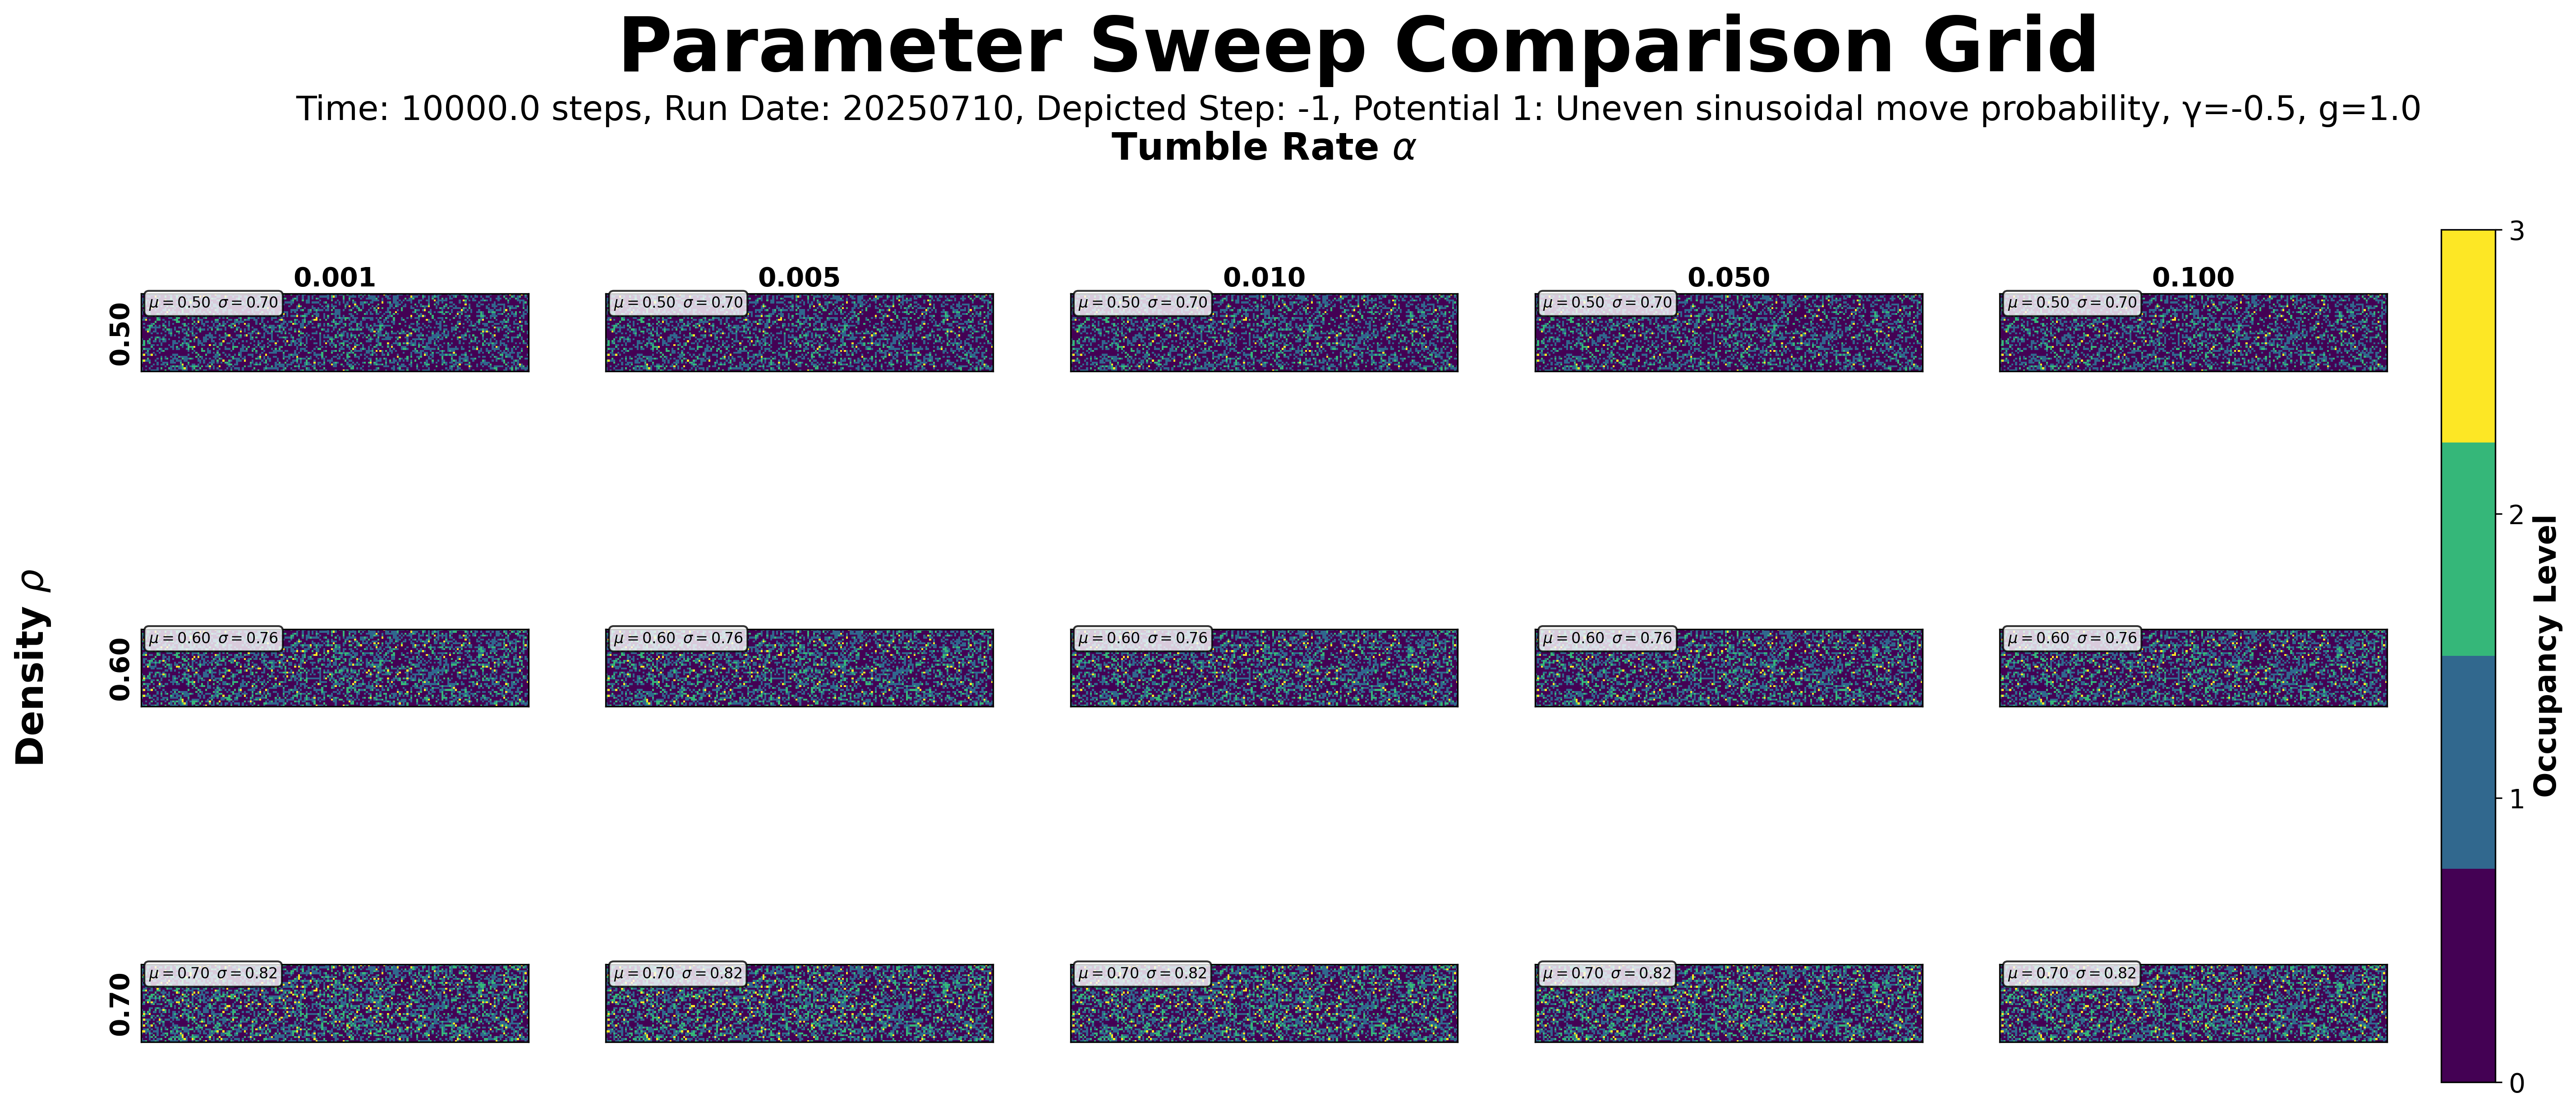 Parameter Sweep Comparison Grid
Time: 10000.0 steps, Run Date: 20250710, Depicted Step: -1, Potential 1: Uneven sinusoidal move probability, γ=-0.5, g=1.0
Tumble Rate α
0.001 0.005 0.010 0.050 0.100
0.50
μ = 0.50 σ = 0.70
μ = 0.50 σ = 0.70
μ = 0.50 σ = 0.70
μ = 0.50 σ = 0.70
μ = 0.50 σ = 0.70
Density ρ
0.60
μ = 0.60 σ = 0.76
μ = 0.60 σ = 0.76
μ = 0.60 σ = 0.76
μ = 0.60 σ = 0.76
μ = 0.60 σ = 0.76
0.70
μ = 0.70 σ = 0.82
μ = 0.70 σ = 0.82
μ = 0.70 σ = 0.82
μ = 0.70 σ = 0.82
μ = 0.70 σ = 0.82
3
2
1
0
Occupancy Level